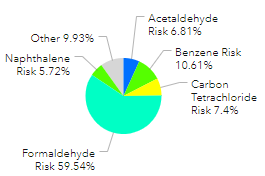 Acetaldehyde
Risk 6.81%
Other 9.93%
Benzene Risk
10.61%
Naphthalene
Risk 5.72%
Carbon
Tetrachloride
Risk 7.4%
Formaldehyde
Risk 59.54%